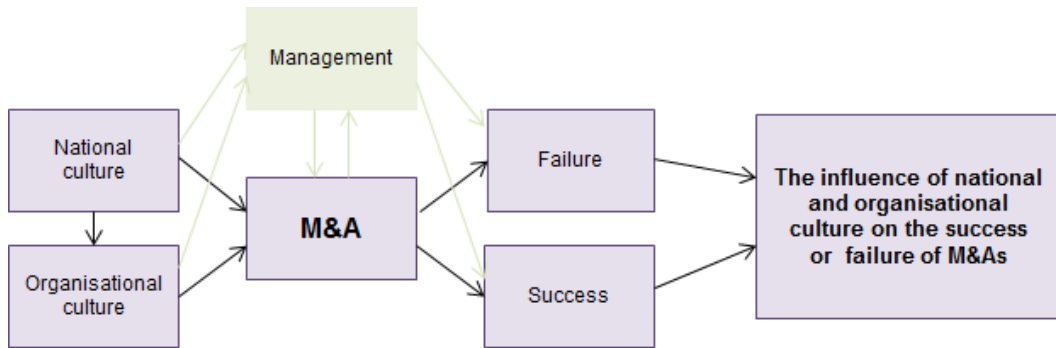 Management
National
culture
Organisational
culture
M&A
Failure
Success
The influence of national
and organisational
culture on the success
or failure of M&As